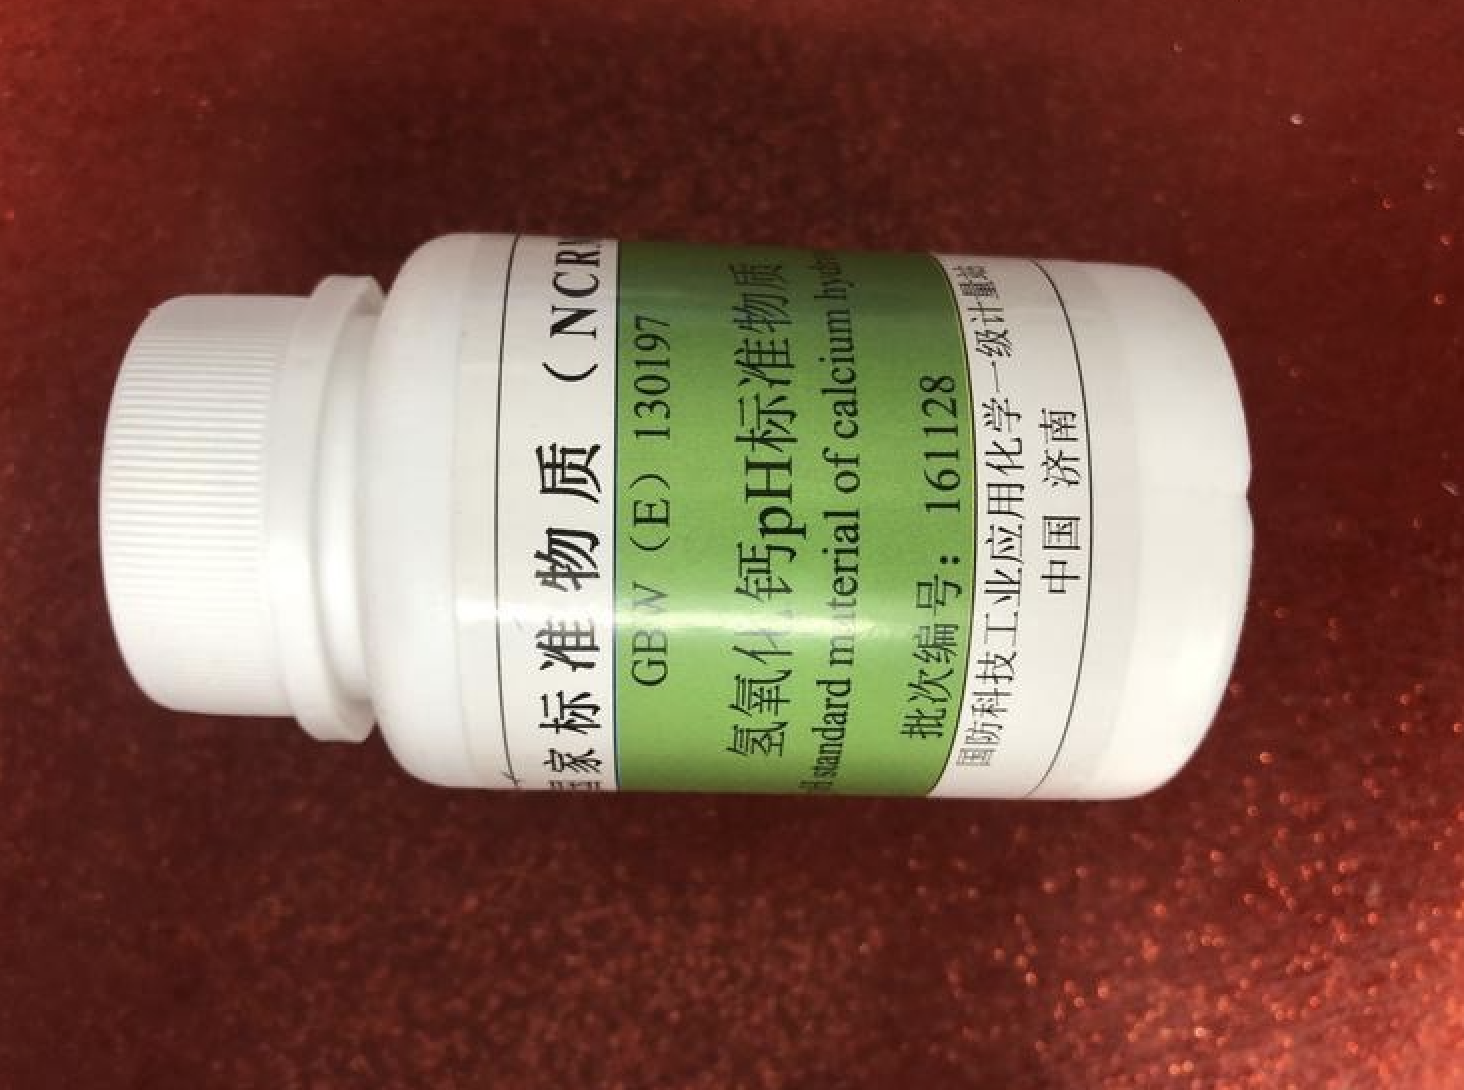 国家标准物质（NCRM
GBW（E）130197
氢氧化钙pH标准物质
standard material of calcium
批次编号：161128
国防科技工业应用化学一级计量站
中国 济南